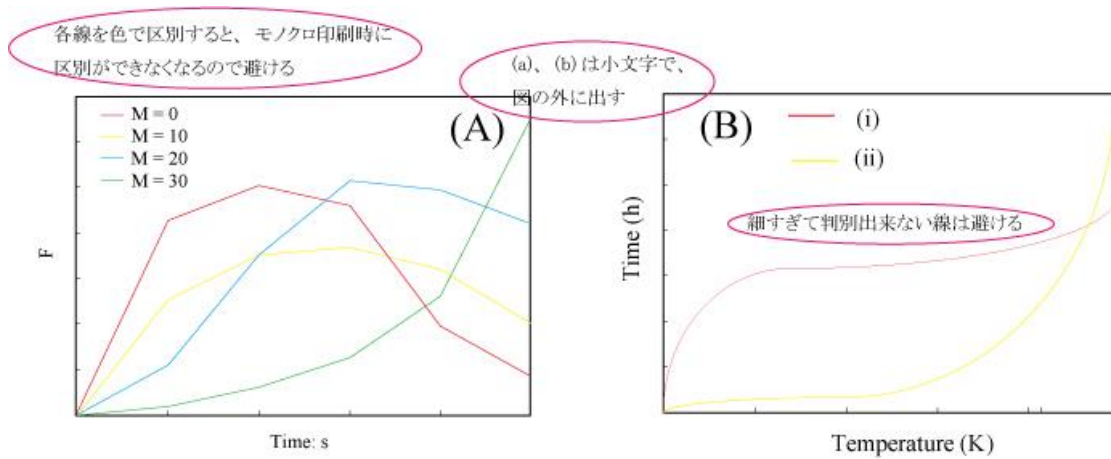 各線を色で区別すると、モノクロ印刷時に
区別ができなくなるので避ける
(a)、(b) は小文字で、
図の外に出す
M = 0
M = 10
M = 20
M = 30
(A)
F
Time: s
(B)
(i)
(ii)
細すぎて判別出来ない線は避ける
Time (h)
Temperature (K)